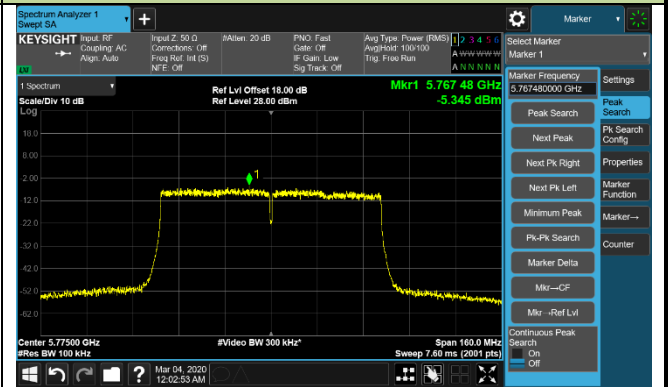 Spectrum Analyzer 1
Swept SA
Marker
KEYSIGHT
Input: RF
Coupling: AC
Align: Auto
Input Z: 50 Ω
Corrections: Off
Freq Ref: Int (S)
NFE: Off
#Atten: 20 dB
PNO: Fast
Gate: Off
IF Gain: Low
Sig Track: Off
Avg Type: Power (RMS)
Avg|Hold: 100/100
Trig: Free Run
1 2 3 4 5 6
A W W W W W
A N N N N N
Select Marker
Marker 1
1 Spectrum
Scale/Div 10 dB
Log
Ref Lvl Offset 18.00 dB
Ref Level 28.00 dBm
Mkr1 5.767 48 GHz
-5.345 dBm
18.0
8.00
-2.00
-12.0
-22.0
-32.0
-42.0
-52.0
-62.0
1
Center 5.77500 GHz
#Res BW 100 kHz
#Video BW 300 kHz*
Span 160.0 MHz
Sweep 7.60 ms (2001 pts)
Marker Frequency
5.767480000 GHz
Peak Search
Next Peak
Next Pk Right
Next Pk Left
Minimum Peak
Pk-Pk Search
Marker Delta
Mkr→CF
Mkr→Ref Lvl
Continuous Peak
Search
On
Off
Settings
Peak
Search
Pk Search
Config
Properties
Marker
Function
Marker→
Counter
Mar 04, 2020
12:02:53 AM